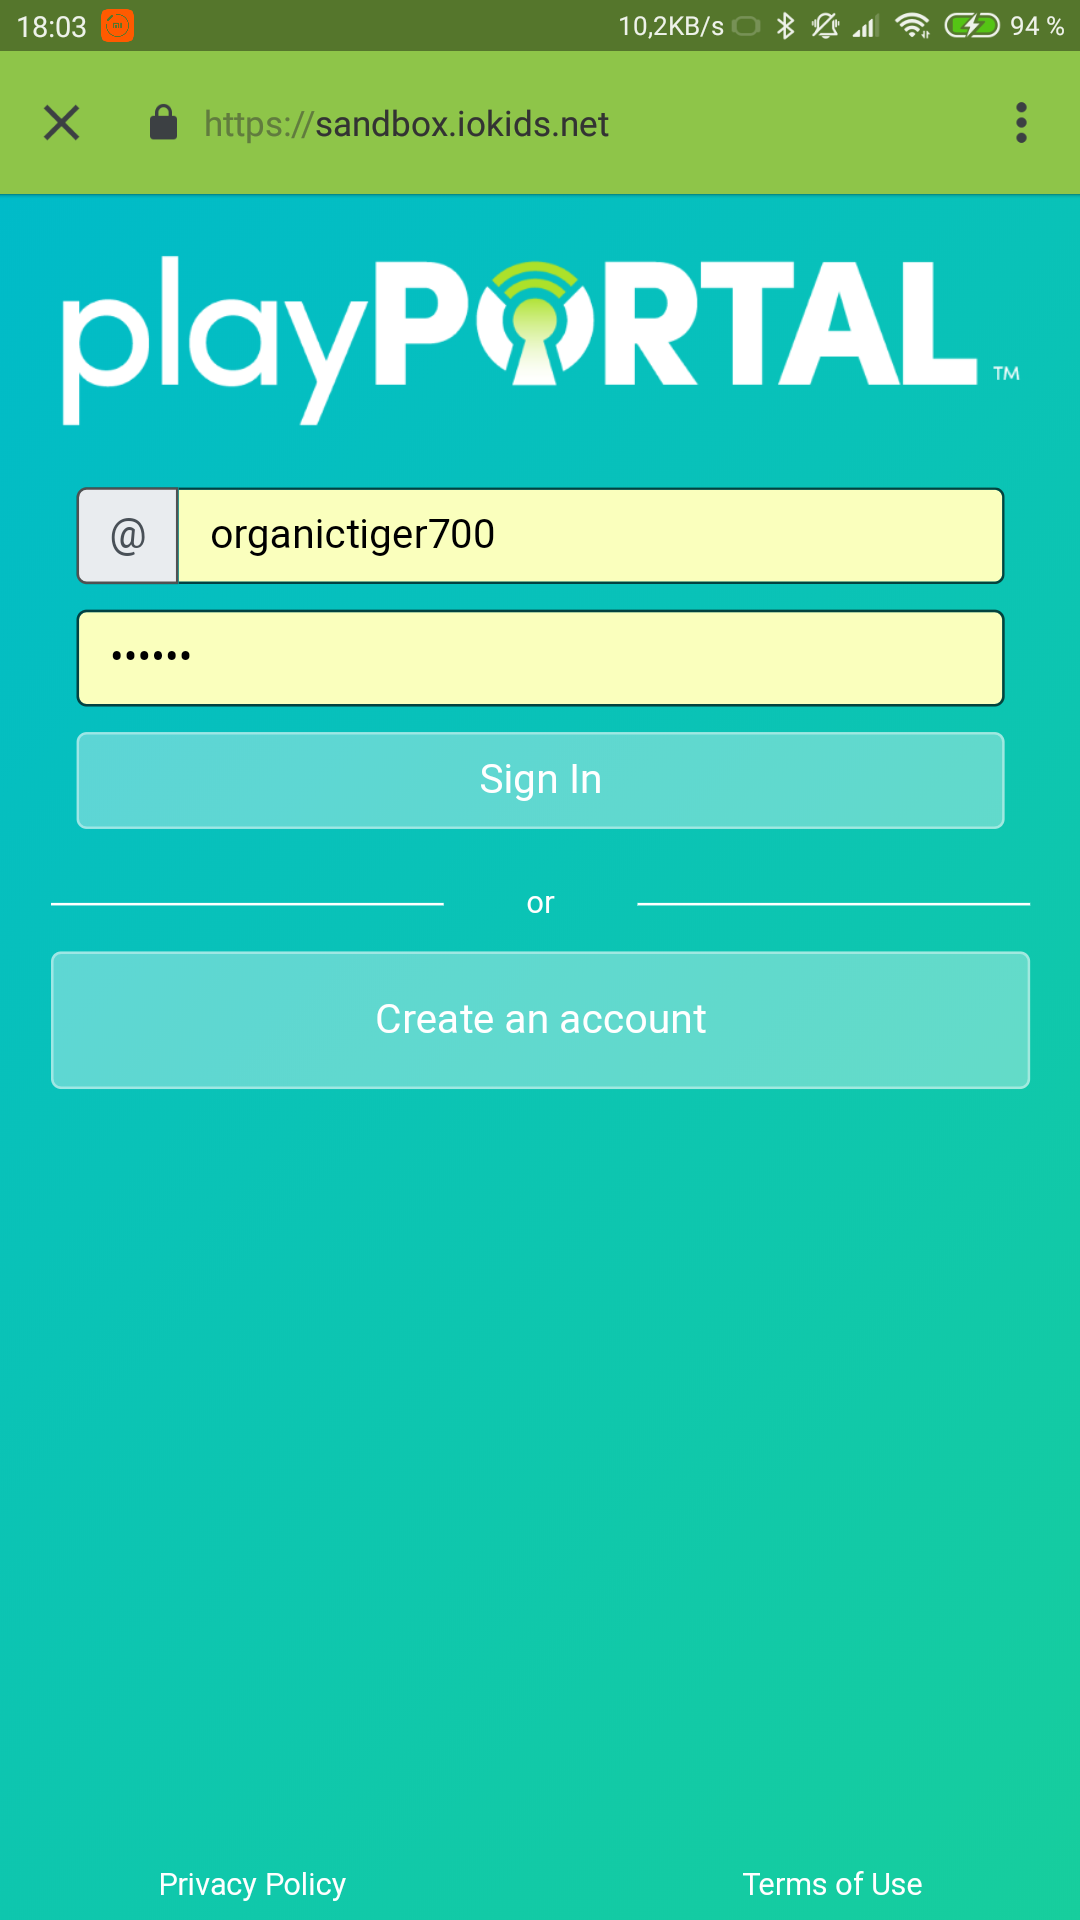 18:03 10,2KB/s 94 %
https://sandbox.iokids.net
playPORTAL™
@ organictiger700
••••••
Sign In
or
Create an account
Privacy Policy Terms of Use